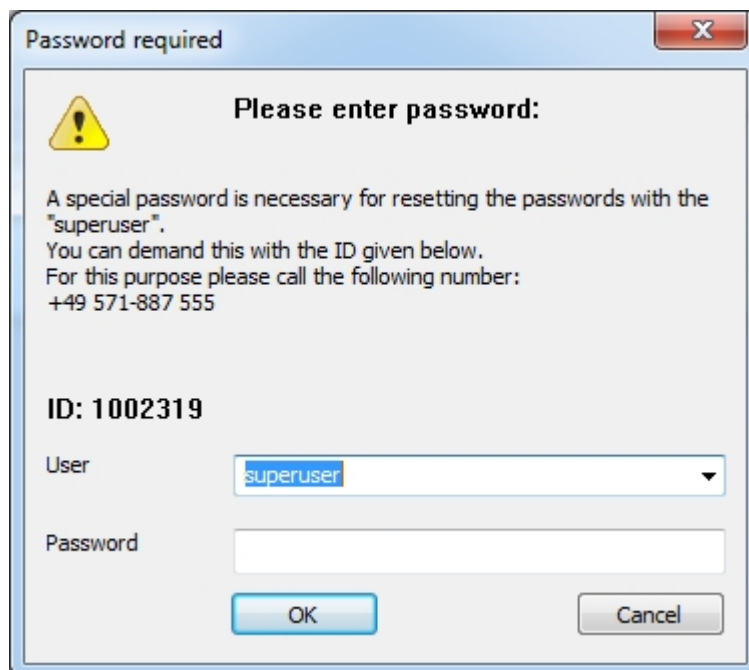 Password required
Please enter password:
A special password is necessary for resetting the passwords with the
"superuser".
You can demand this with the ID given below.
For this purpose please call the following number:
+49 571-887 555
ID: 1002319
User
superuser
Password
OK
Cancel